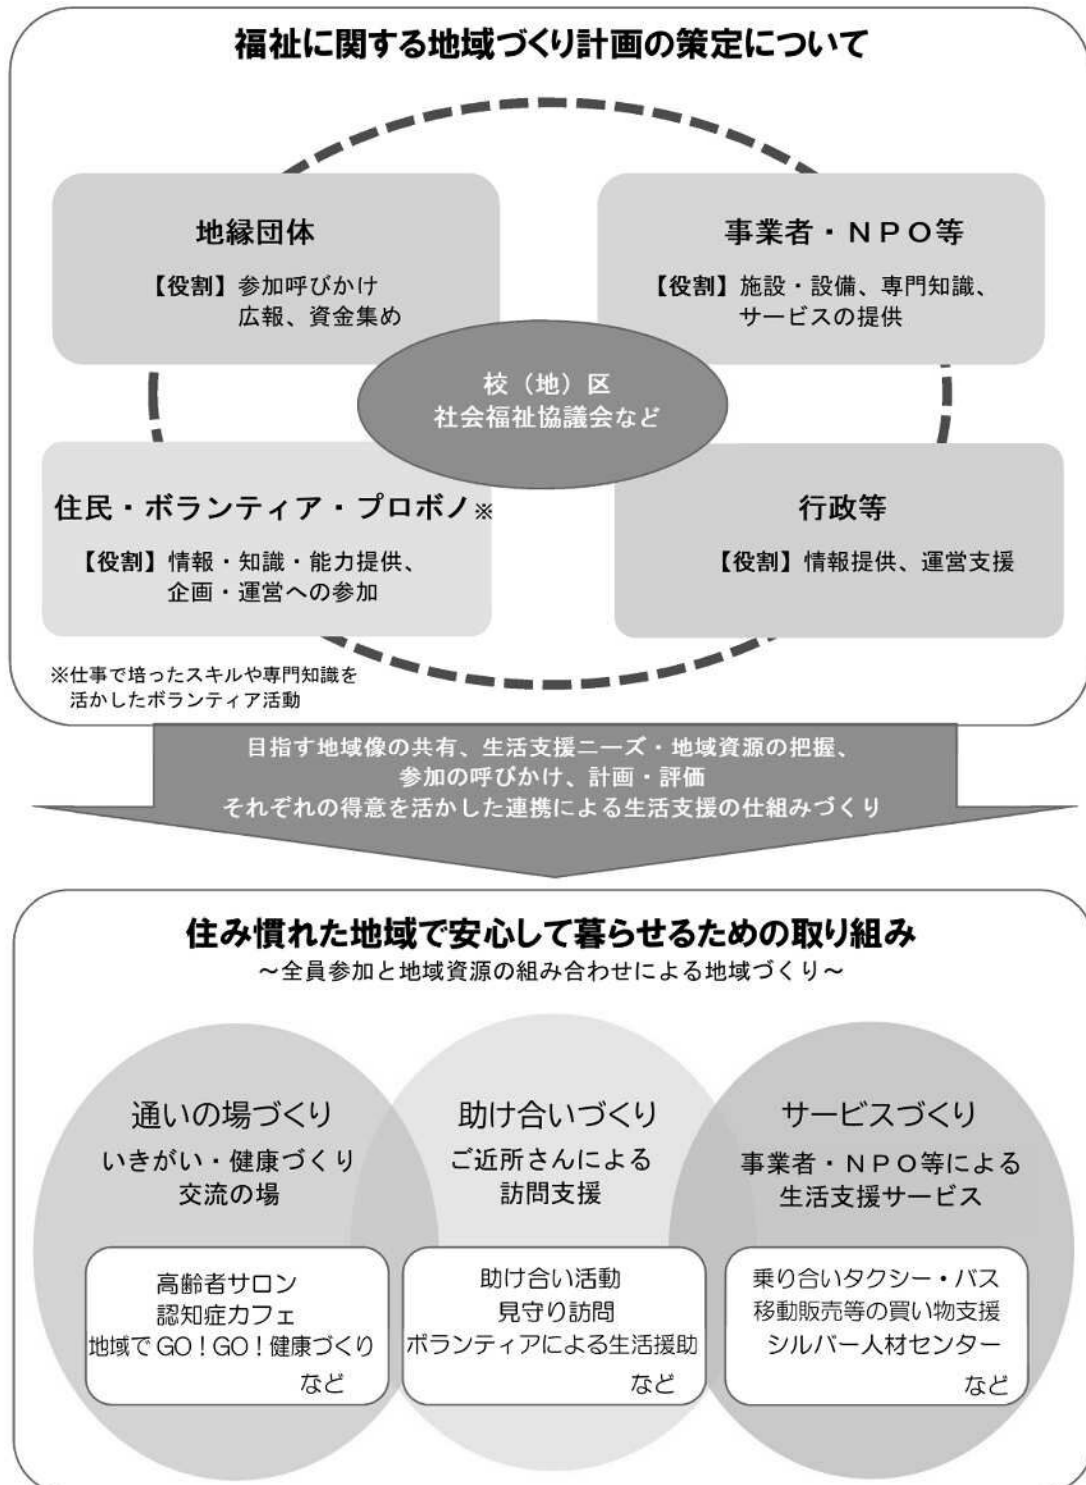 福祉に関する地域づくり計画の策定について
地縁団体
【役割】参加呼びかけ
広報、資金集め
事業者・ＮＰＯ等
【役割】施設・設備、専門知識、
サービスの提供
校（地）区
社会福祉協議会など
住民・ボランティア・プロボノ※
【役割】情報・知識・能力提供、
企画・運営への参加
行政等
【役割】情報提供、運営支援
※仕事で培ったスキルや専門知識を
活かしたボランティア活動
目指す地域像の共有、生活支援ニーズ・地域資源の把握、
参加の呼びかけ、計画・評価
それぞれの得意を活かした連携による生活支援の仕組みづくり
住み慣れた地域で安心して暮らせるための取り組み
～全員参加と地域資源の組み合わせによる地域づくり～
通いの場づくり
いきがい・健康づくり
交流の場
高齢者サロン
認知症カフェ
地域でGO！GO！健康づくり
など
助け合いづくり
ご近所さんによる
訪問支援
助け合い活動
見守り訪問
ボランティアによる生活援助
など
サービスづくり
事業者・ＮＰＯ等による
生活支援サービス
乗り合いタクシー・バス
移動販売等の買い物支援
シルバー人材センター
など